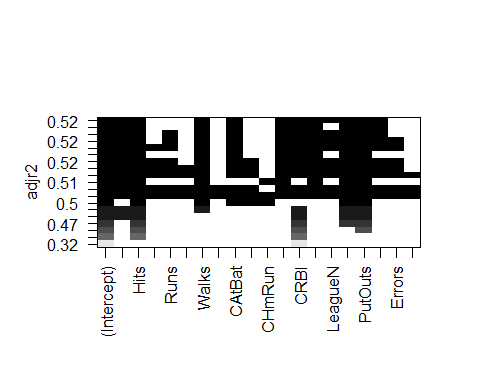 adjr2
0.52
0.52
0.52
0.51
0.5
0.47
0.32
(Intercept)
Hits
Runs
Walks
CAtBat
CHmRun
CRBI
LeagueN
PutOuts
Errors